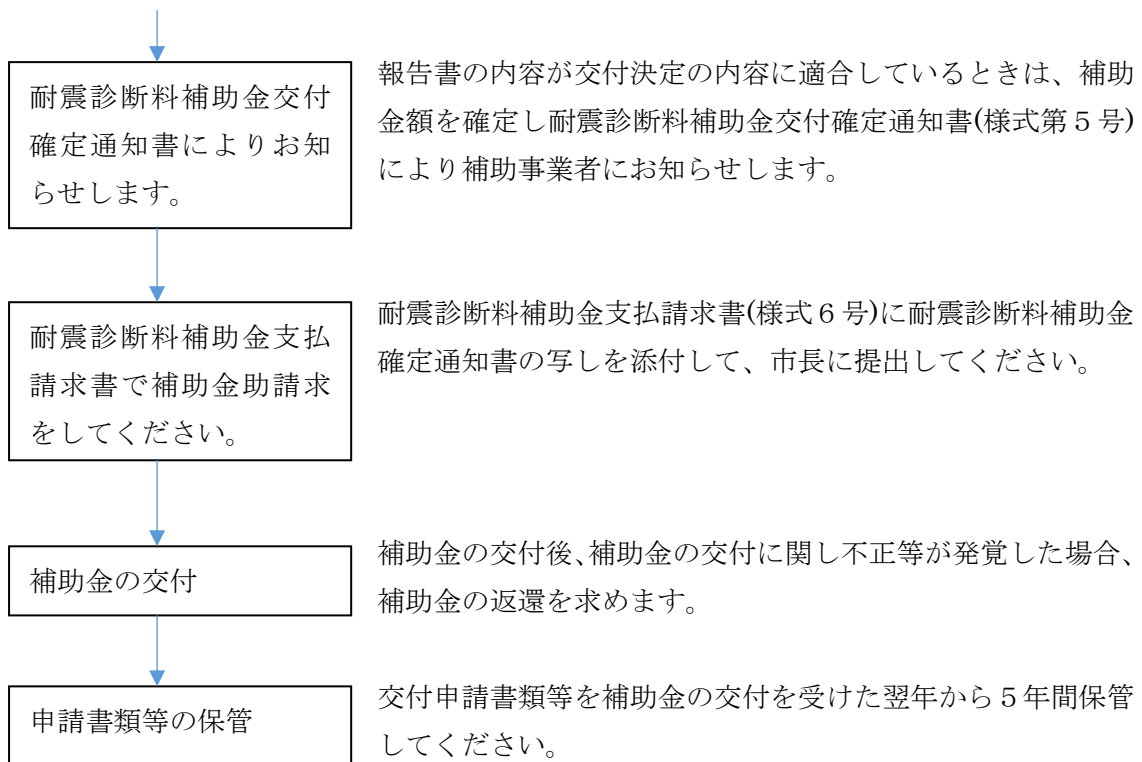 耐震診断料補助金交付
確定通知書によりお知
らせします。
報告書の内容が交付決定の内容に適合しているときは、補助
金額を確定し耐震診断料補助金交付確定通知書(様式第５号)
により補助事業者にお知らせします。
耐震診断料補助金支払
請求書で補助金助請求
をしてください。
耐震診断料補助金支払請求書(様式６号)に耐震診断料補助金
確定通知書の写しを添付して、市長に提出してください。
補助金の交付
補助金の交付後、補助金の交付に関し不正等が発覚した場合、
補助金の返還を求めます。
申請書類等の保管
交付申請書類等を補助金の交付を受けた翌年から５年間保管
してください。